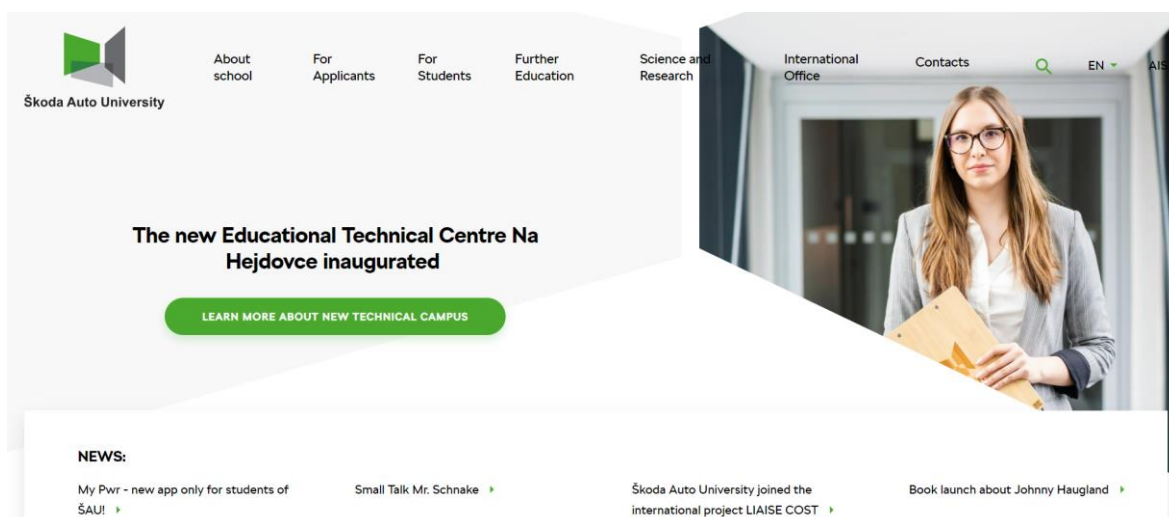 About
school
For
Applicants
For
Students
Further
Education
Science and
Research
International
Office
Contacts
EN
AIS
Škoda Auto University
The new Educational Technical Centre Na
Hejdovce inaugurated
LEARN MORE ABOUT NEW TECHNICAL CAMPUS
NEWS:
My Pwr - new app only for students of
ŠAU!
Small Talk Mr. Schnake
Škoda Auto University joined the
international project LIAISE COST
Book launch about Johnny Haugland